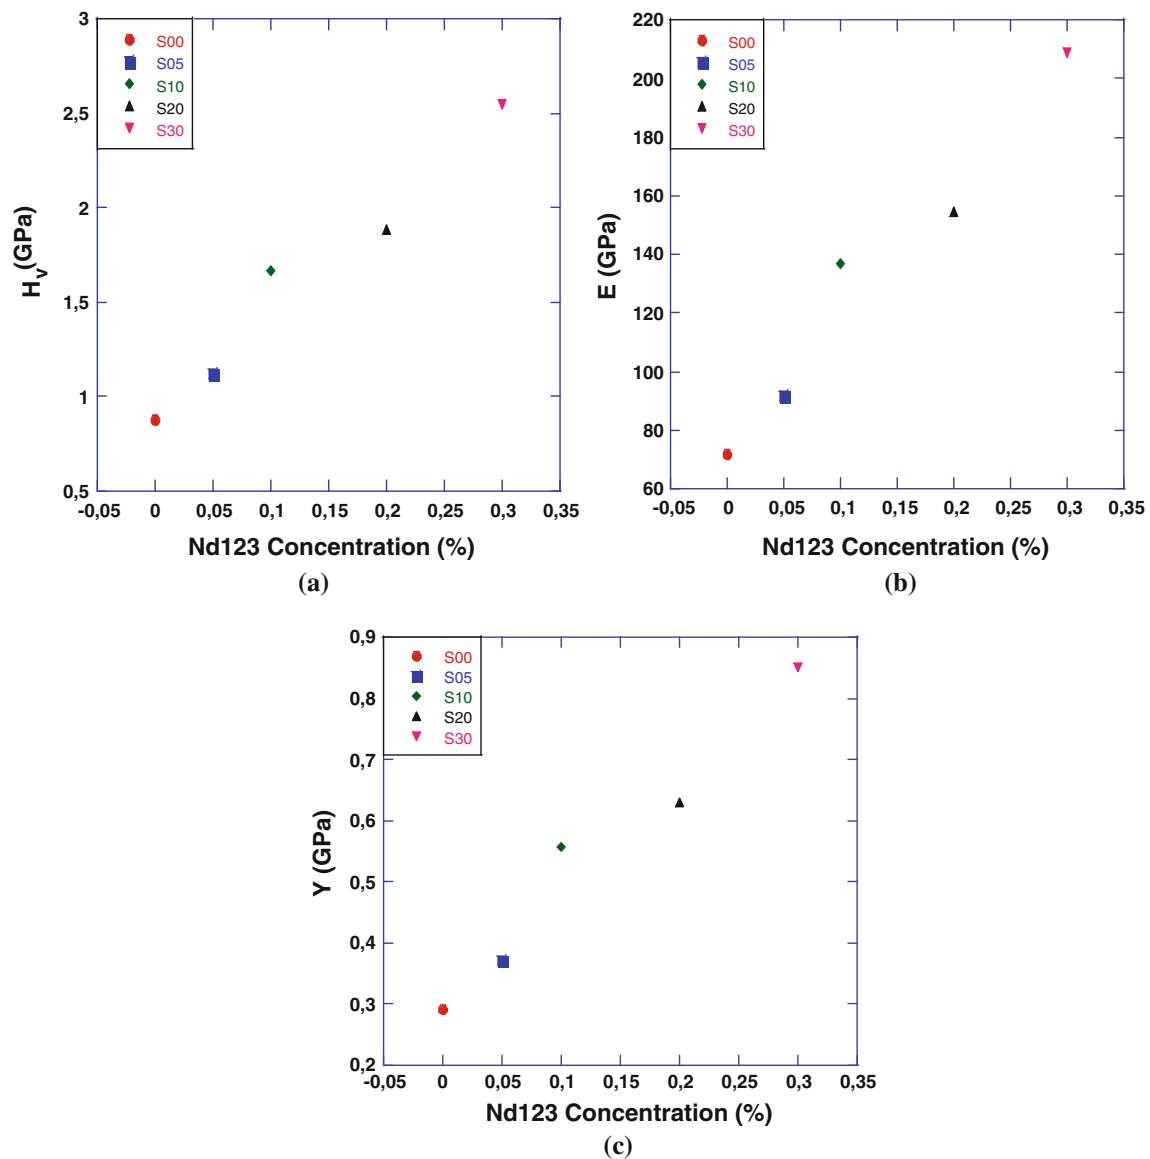 3
2,5
2
1,5
1
0,5
H_v(GPa)
S00
S05
S10
S20
S30
-0,05 0 0,05 0,1 0,15 0,2 0,25 0,3 0,35
Nd123 Concentration (%)
(a)
220
200
180
160
140
120
100
80
60
E (GPa)
S00
S05
S10
S20
S30
-0,05 0 0,05 0,1 0,15 0,2 0,25 0,3 0,35
Nd123 Concentration (%)
(b)
0,9
0,8
0,7
0,6
0,5
0,4
0,3
0,2
Y (GPa)
S00
S05
S10
S20
S30
-0,05 0 0,05 0,1 0,15 0,2 0,25 0,3 0,35
Nd123 Concentration (%)
(c)